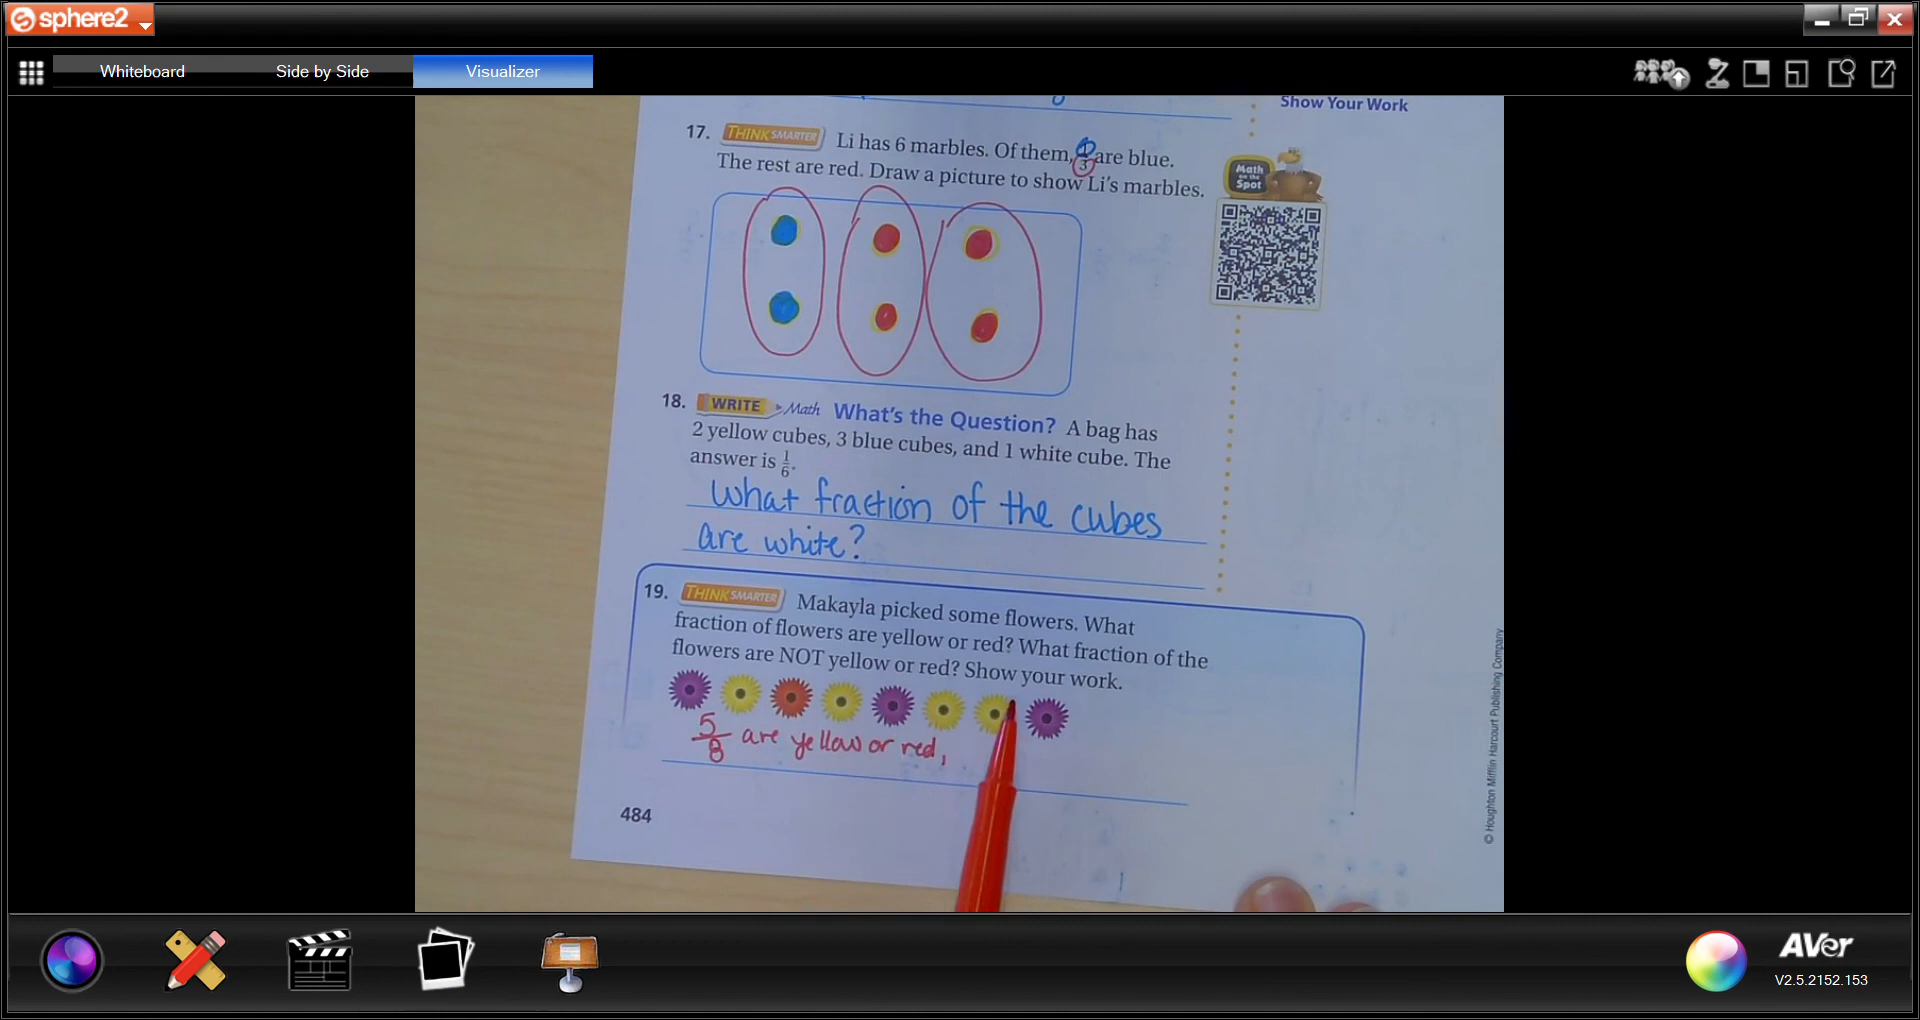 sphere2
Whiteboard Side by Side Visualizer
Show Your Work
17. THINK SMARTER Li has 6 marbles. Of them, 1/3 are blue.
The rest are red. Draw a picture to show Li's marbles.
Math
on the
Spot
18. WRITE Math What's the Question? A bag has
2 yellow cubes, 3 blue cubes, and 1 white cube. The
answer is 1/6.
What fraction of the cubes
are white?
19. THINK SMARTER Makayla picked some flowers. What
fraction of flowers are yellow or red? What fraction of the
flowers are NOT yellow or red? Show your work.
5/8 are yellow or red,
484
© Houghton Mifflin Harcourt Publishing Company
AVer
V2.5.2152.153